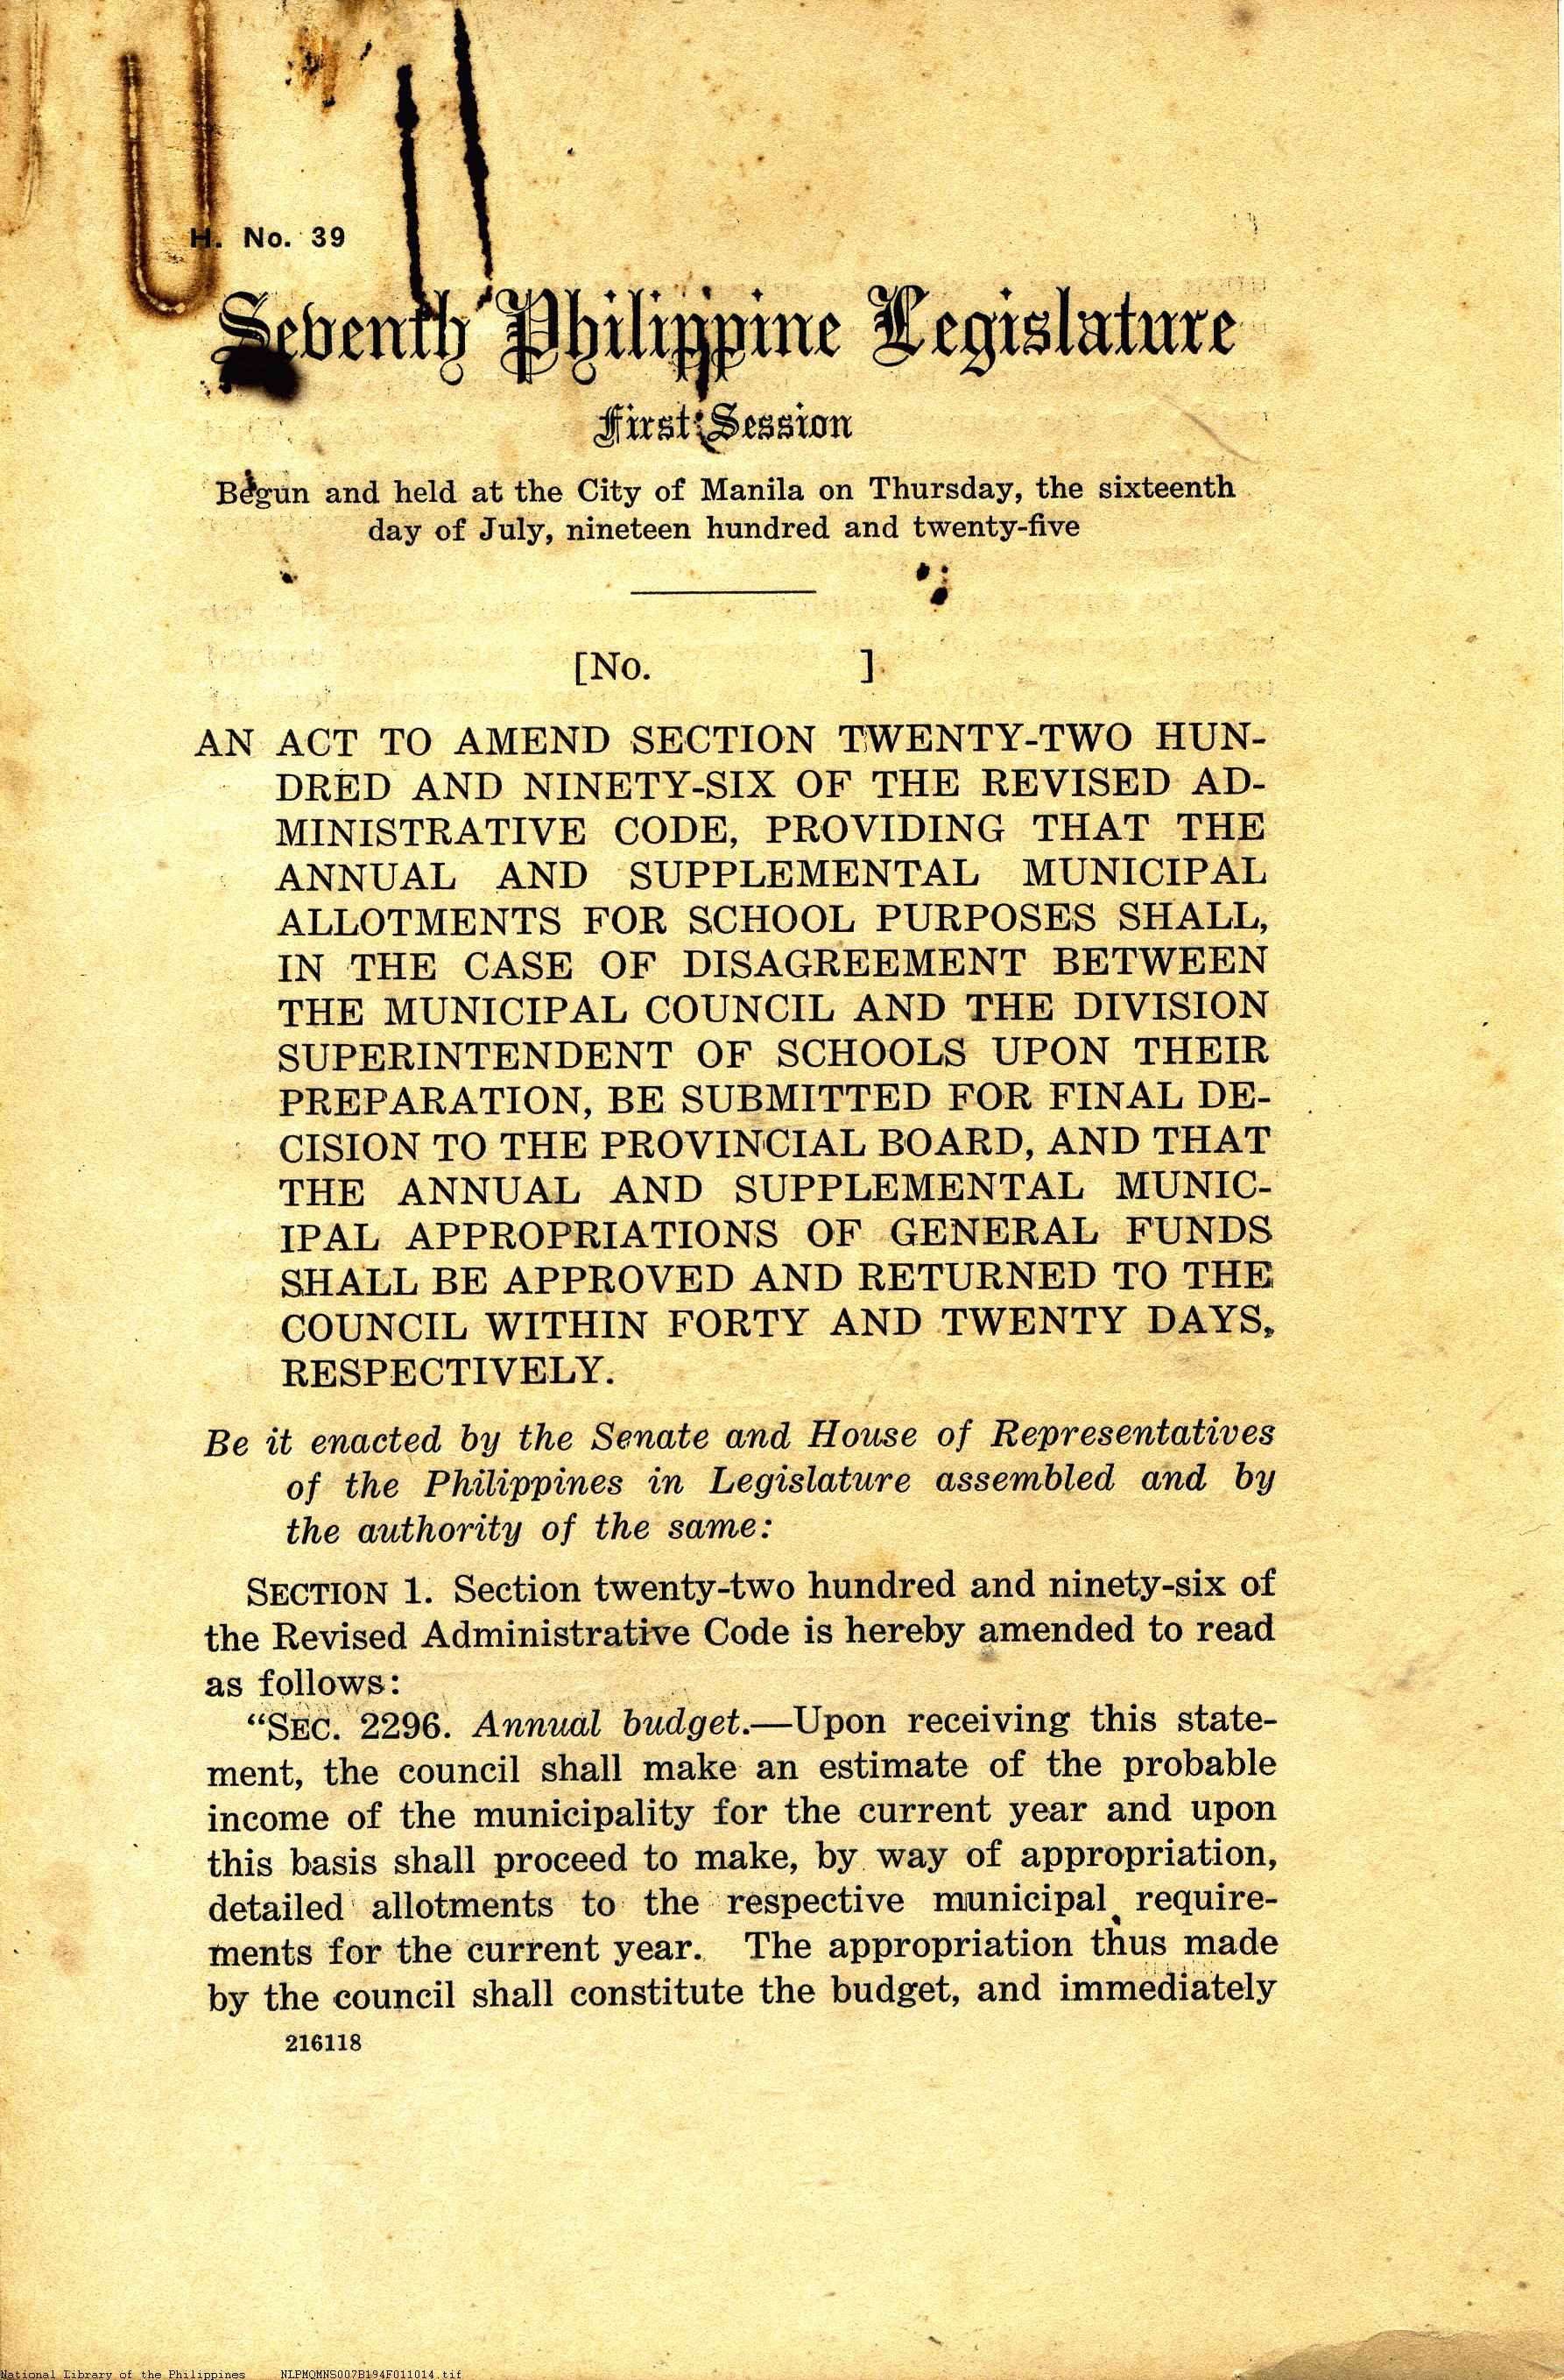 H. No. 39
Seventh Philippine Legislature
First Session
Begun and held at the City of Manila on Thursday, the sixteenth
day of July, nineteen hundred and twenty-five
[No. ]
AN ACT TO AMEND SECTION TWENTY-TWO HUN-
DRED AND NINETY-SIX OF THE REVISED AD-
MINISTRATIVE CODE, PROVIDING THAT THE
ANNUAL AND SUPPLEMENTAL MUNICIPAL
ALLOTMENTS FOR SCHOOL PURPOSES SHALL,
IN THE CASE OF DISAGREEMENT BETWEEN
THE MUNICIPAL COUNCIL AND THE DIVISION
SUPERINTENDENT OF SCHOOLS UPON THEIR
PREPARATION, BE SUBMITTED FOR FINAL DE-
CISION TO THE PROVINCIAL BOARD, AND THAT
THE ANNUAL AND SUPPLEMENTAL MUNIC-
IPAL APPROPRIATIONS OF GENERAL FUNDS
SHALL BE APPROVED AND RETURNED TO THE
COUNCIL WITHIN FORTY AND TWENTY DAYS,
RESPECTIVELY.
Be it enacted by the Senate and House of Representatives
of the Philippines in Legislature assembled and by
the authority of the same:
SECTION 1. Section twenty-two hundred and ninety-six of
the Revised Administrative Code is hereby amended to read
as follows:
“SEC. 2296. Annual budget.—Upon receiving this state-
ment, the council shall make an estimate of the probable
income of the municipality for the current year and upon
this basis shall proceed to make, by way of appropriation,
detailed allotments to the respective municipal require-
ments for the current year. The appropriation thus made
by the council shall constitute the budget, and immediately
216118
National Library of the Philippines NLPMQMNS007B194F011014.tif